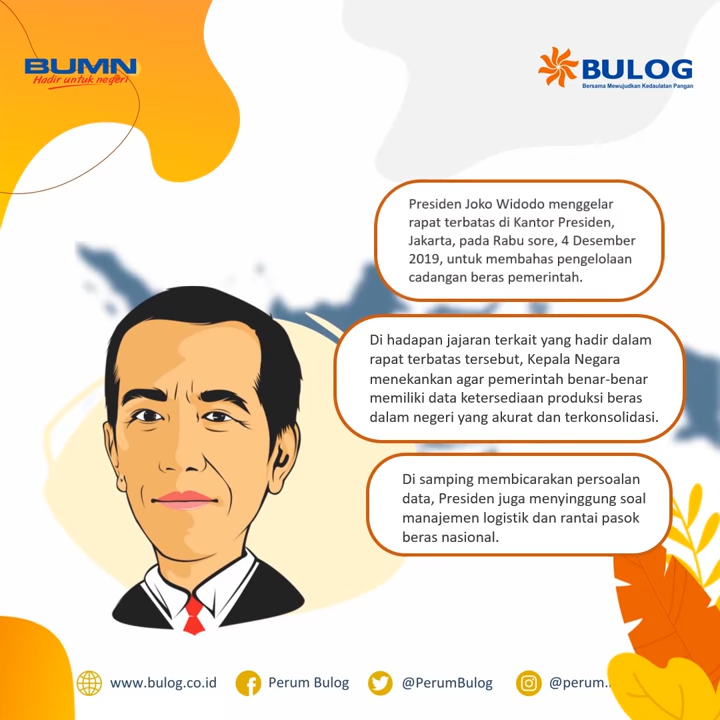 BUMN
Hadir untuk negeri
BULOG
Bersama Mewujudkan Kedaulatan Pangan
Presiden Joko Widodo menggelar
rapat terbatas di Kantor Presiden,
Jakarta, pada Rabu sore, 4 Desember
2019, untuk membahas pengelolaan
cadangan beras pemerintah.
Di hadapan jajaran terkait yang hadir dalam
rapat terbatas tersebut, Kepala Negara
menekankan agar pemerintah benar-benar
memiliki data ketersediaan produksi beras
dalam negeri yang akurat dan terkonsolidasi.
Di samping membicarakan persoalan
data, Presiden juga menyinggung soal
manajemen logistik dan rantai pasok
beras nasional.
www.bulog.co.id Perum Bulog @PerumBulog @perum..